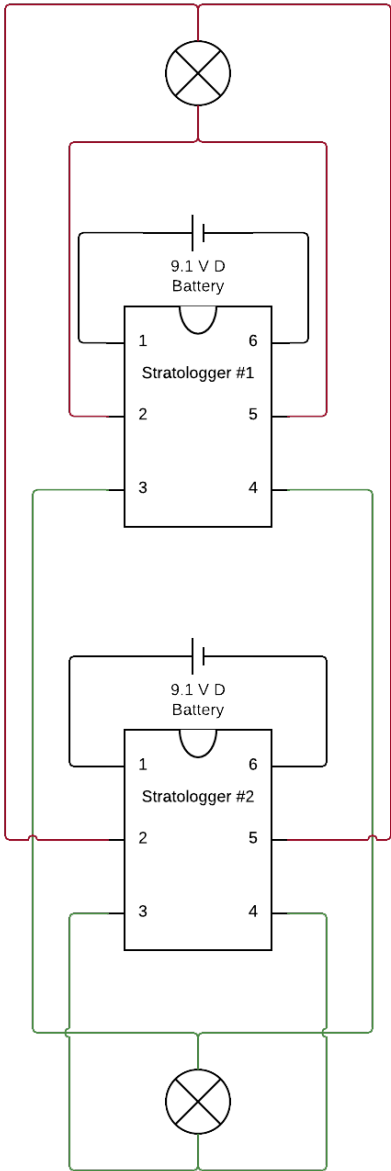 9.1 V D
Battery
1 6
Stratologger #1
2 5
3 4
9.1 V D
Battery
1 6
Stratologger #2
2 5
3 4